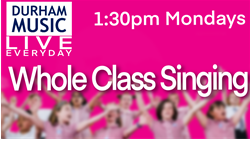 DURHAM
MUSIC
LIVE
EVERYDAY
1:30pm Mondays
Whole Class Singing